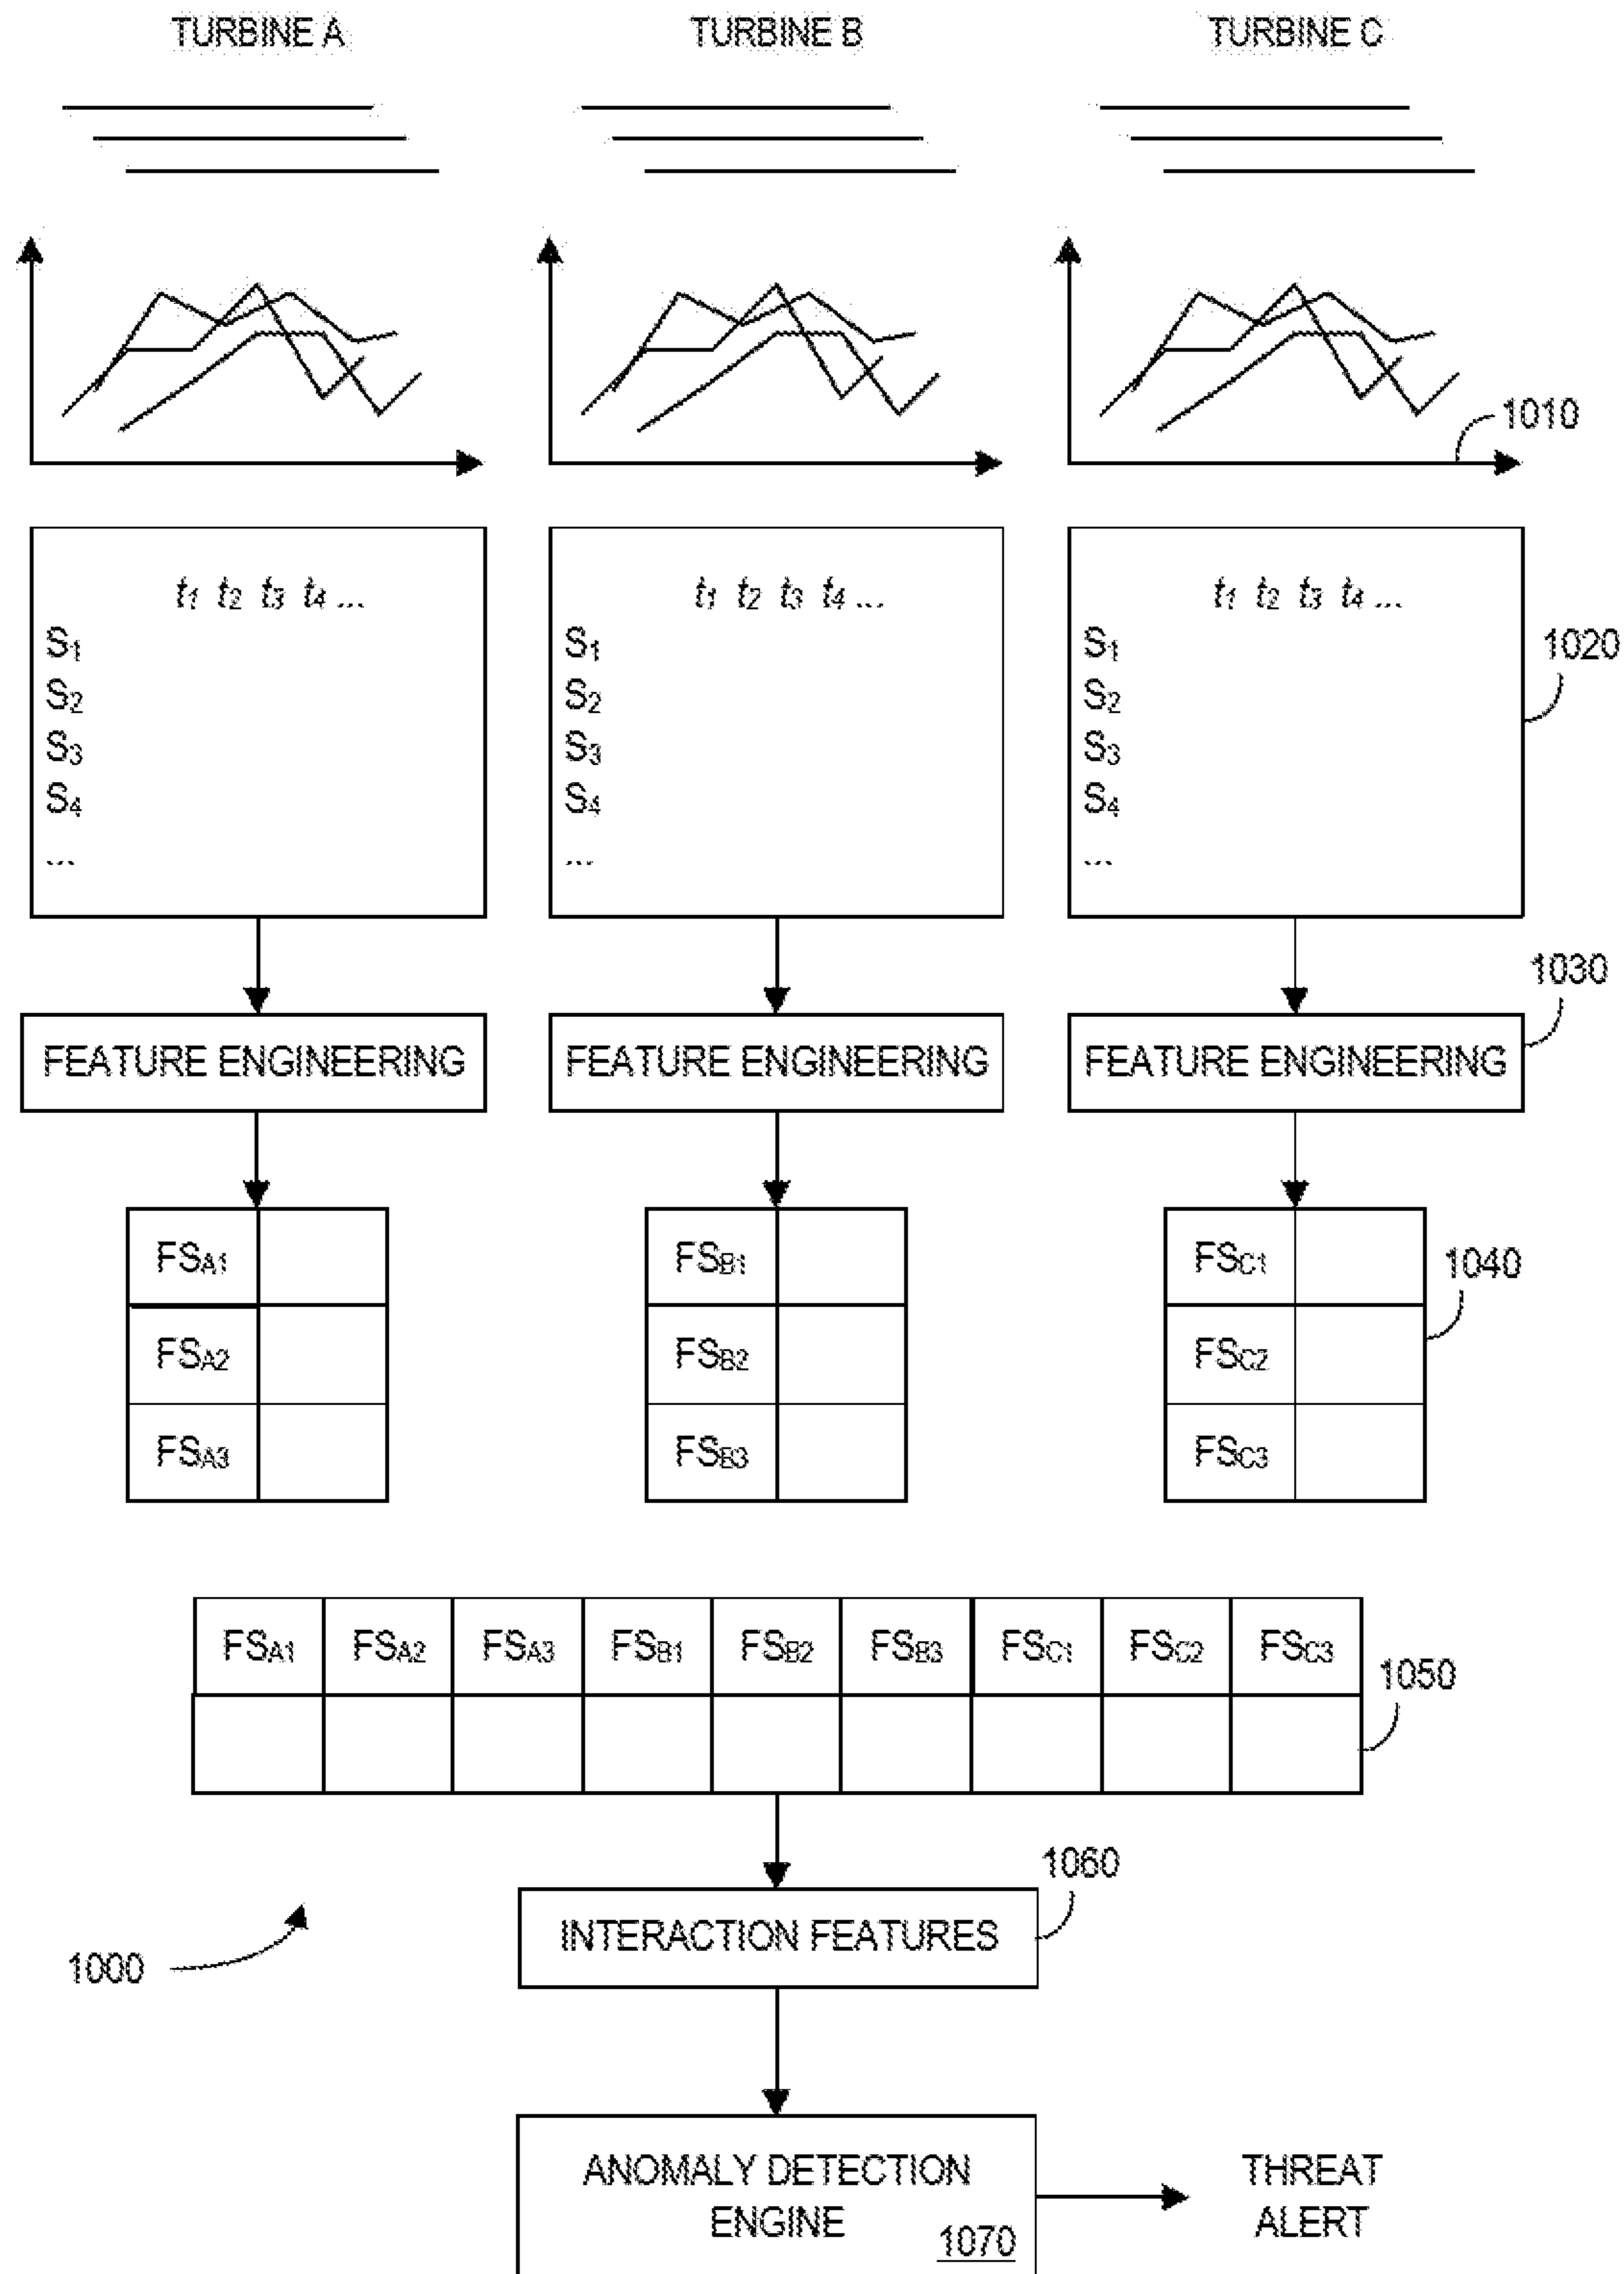 TURBINE A TURBINE B TURBINE C
1010
t1 t2 t3 t4 ... t1 t2 t3 t4 ... t1 t2 t3 t4 ...
S1 S1 S1
1020
S2 S2 S2
S3 S3 S3
S4 S4 S4
... ... ...
1030
FEATURE ENGINEERING FEATURE ENGINEERING FEATURE ENGINEERING
FSA1 FSB1 FSC1
1040
FSA2 FSB2 FSC2
FSA3 FSB3 FSC3
FSA1 FSA2 FSA3 FSB1 FSB2 FSB3 FSC1 FSC2 FSC3
1050
1060
INTERACTION FEATURES
1000
ANOMALY DETECTION
ENGINE
1070
THREAT
ALERT